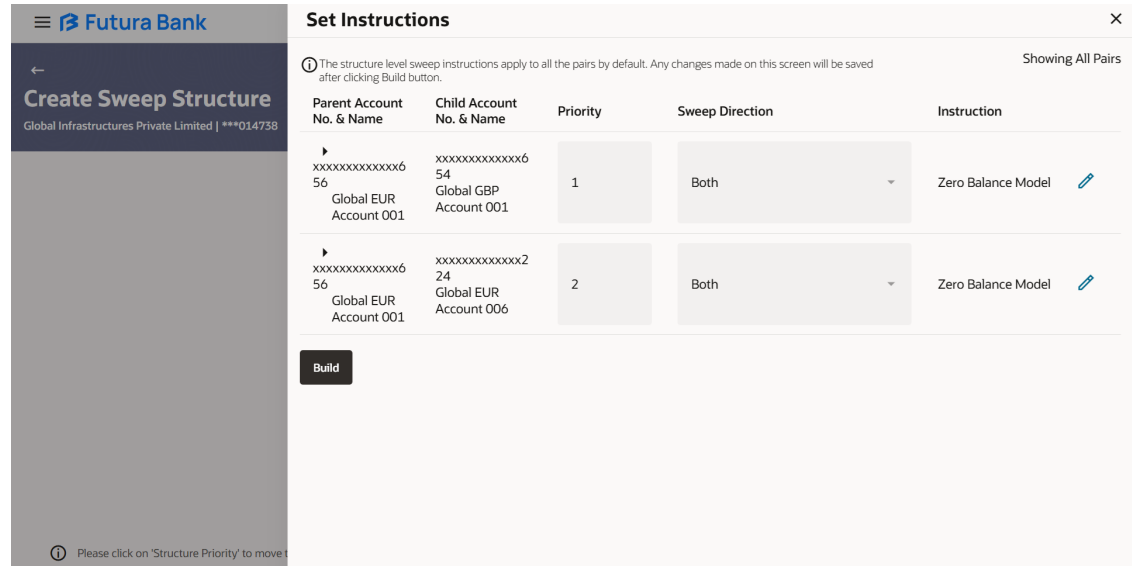 Futura Bank
Create Sweep Structure
Global Infrastructures Private Limited | ***014738
Please click on 'Structure Priority' to move t
Set Instructions
The structure level sweep instructions apply to all the pairs by default. Any changes made on this screen will be saved
after clicking Build button.
Showing All Pairs
Parent Account
No. & Name
Child Account
No. & Name
Priority
Sweep Direction
Instruction
xxxxxxxxxxxxx6
56
Global EUR
Account 001
xxxxxxxxxxxxx6
54
Global GBP
Account 001
1
Both
Zero Balance Model
xxxxxxxxxxxxx6
56
Global EUR
Account 001
xxxxxxxxxxxxx2
24
Global EUR
Account 006
2
Both
Zero Balance Model
Build